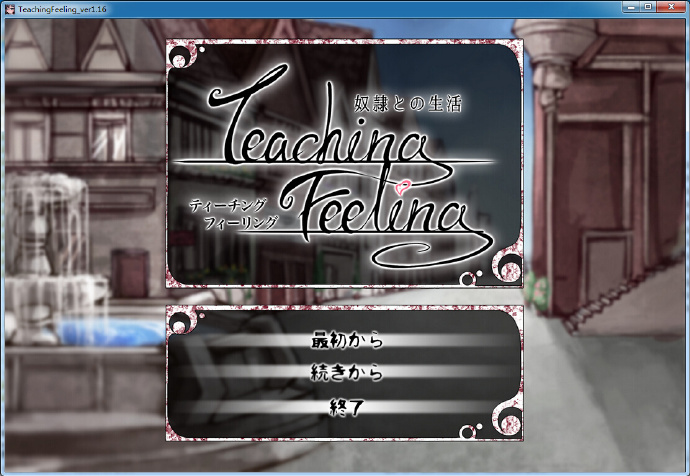 TeachingFeeling_ver1.16
奴隷との生活
Teaching
Feeling
ティーチング
フィーリング
最初から
続きから
終了